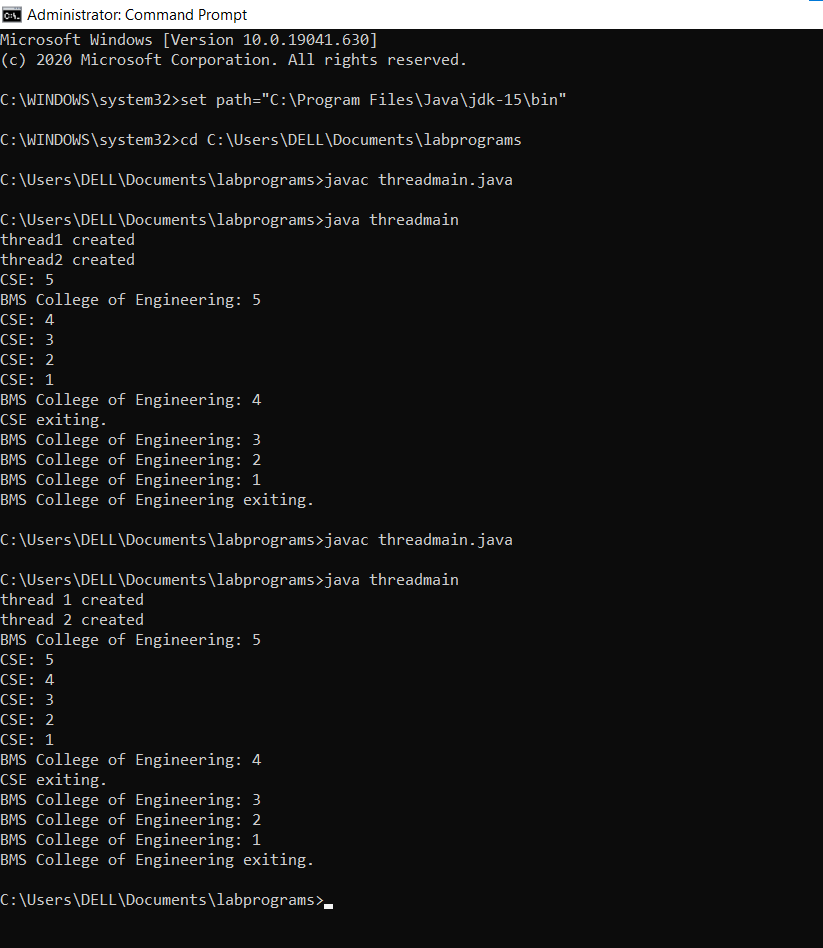 Administrator: Command Prompt
Microsoft Windows [Version 10.0.19041.630]
(c) 2020 Microsoft Corporation. All rights reserved.
C:\WINDOWS\system32>set path="C:\Program Files\Java\jdk-15\bin"
C:\WINDOWS\system32>cd C:\Users\DELL\Documents\labprograms
C:\Users\DELL\Documents\labprograms>javac threadmain.java
C:\Users\DELL\Documents\labprograms>java threadmain
thread1 created
thread2 created
CSE: 5
BMS College of Engineering: 5
CSE: 4
CSE: 3
CSE: 2
CSE: 1
BMS College of Engineering: 4
CSE exiting.
BMS College of Engineering: 3
BMS College of Engineering: 2
BMS College of Engineering: 1
BMS College of Engineering exiting.
C:\Users\DELL\Documents\labprograms>javac threadmain.java
C:\Users\DELL\Documents\labprograms>java threadmain
thread 1 created
thread 2 created
BMS College of Engineering: 5
CSE: 5
CSE: 4
CSE: 3
CSE: 2
CSE: 1
BMS College of Engineering: 4
CSE exiting.
BMS College of Engineering: 3
BMS College of Engineering: 2
BMS College of Engineering: 1
BMS College of Engineering exiting.
C:\Users\DELL\Documents\labprograms>